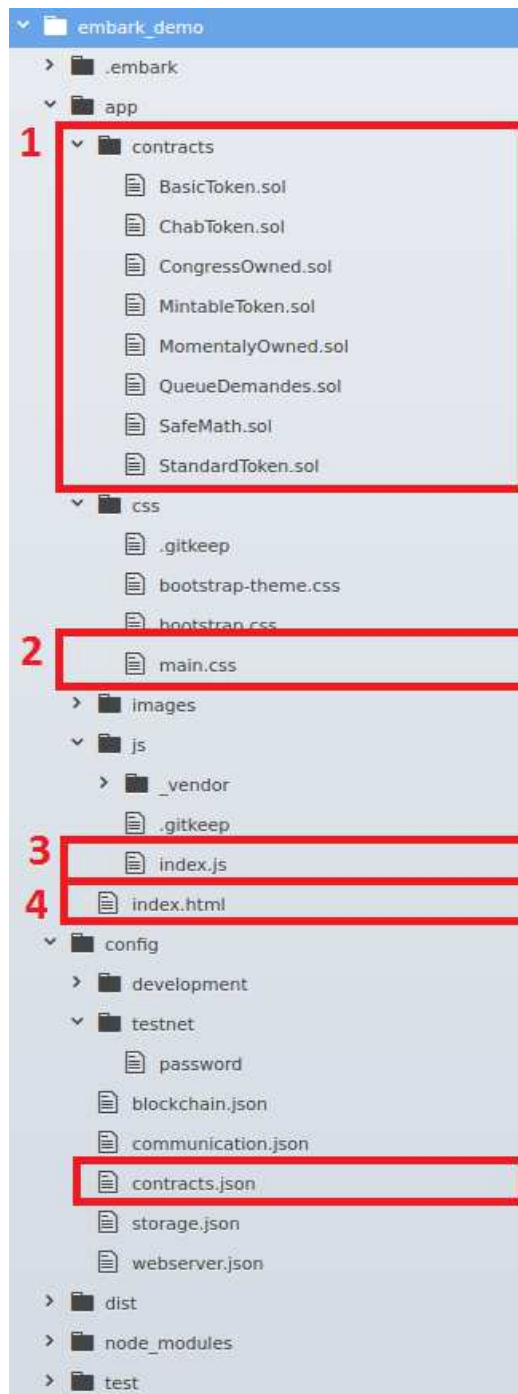 embark_demo
.embark
app
1
contracts
BasicToken.sol
ChabToken.sol
CongressOwned.sol
MintableToken.sol
MomentalyOwned.sol
QueueDemandes.sol
SafeMath.sol
StandardToken.sol
css
.gitkeep
bootstrap-theme.css
bootstrap.css
2
main.css
images
js
_vendor
.gitkeep
3
index.js
4
index.html
config
development
testnet
password
blockchain.json
communication.json
contracts.json
storage.json
webserver.json
dist
node_modules
test